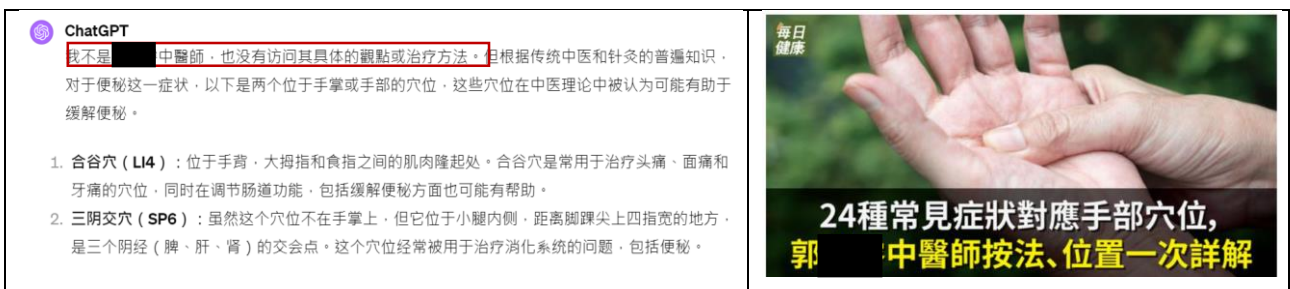 ChatGPT
我不是 中醫師，也没有访问其具体的觀點或治疗方法。但根据传统中医和针灸的普遍知识，
对于便秘这一症状，以下是两个位于手掌或手部的穴位，这些穴位在中医理论中被认为可能有助于
缓解便秘。
1. 合谷穴（LI4）：位于手背，大拇指和食指之间的肌肉隆起处。合谷穴是常用于治疗头痛、面痛和
牙痛的穴位，同时在调节肠道功能，包括缓解便秘方面也可能有帮助。
2. 三阴交穴（SP6）：虽然这个穴位不在手掌上，但它位于小腿内侧，距离脚踝尖上四指宽的地方，
是三个阴经（脾、肝、肾）的交会点。这个穴位经常被用于治疗消化系统的问题，包括便秘。
每日
健康
24種常見症狀對應手部穴位,
郭 中醫師按法、位置一次詳解